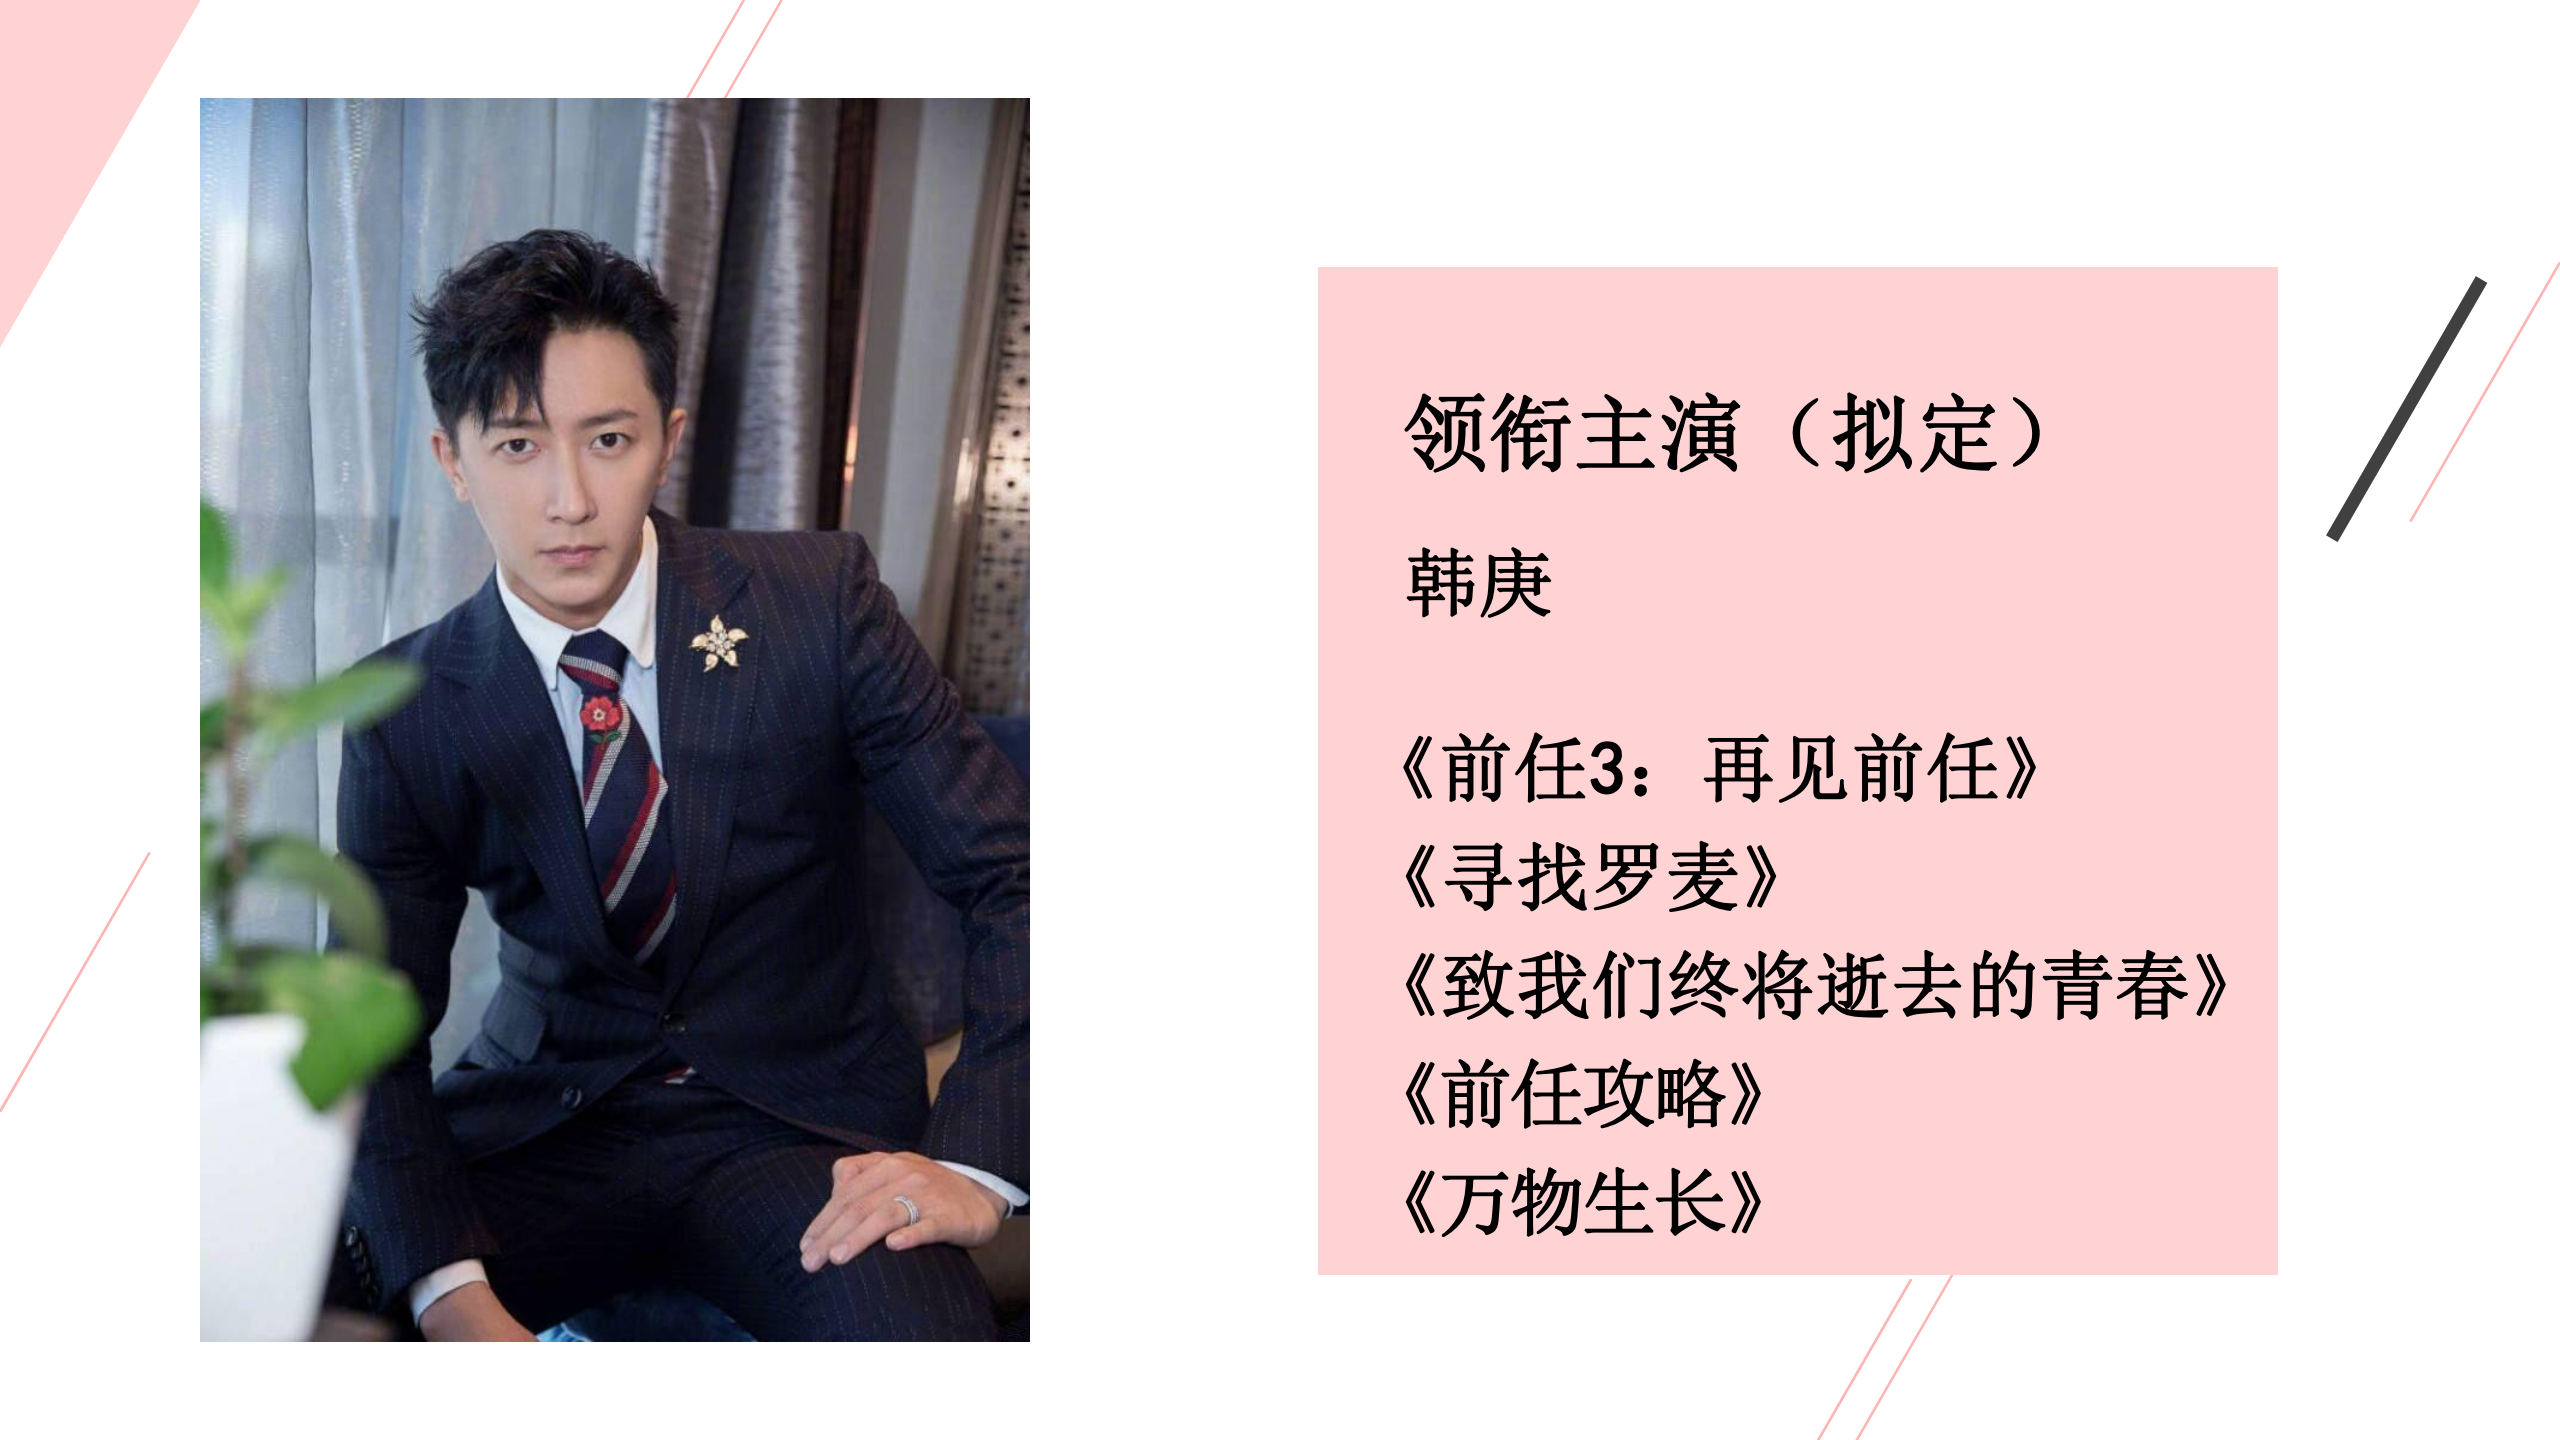 领衔主演（拟定）
韩庚
《前任3：再见前任》
《寻找罗麦》
《致我们终将逝去的青春》
《前任攻略》
《万物生长》